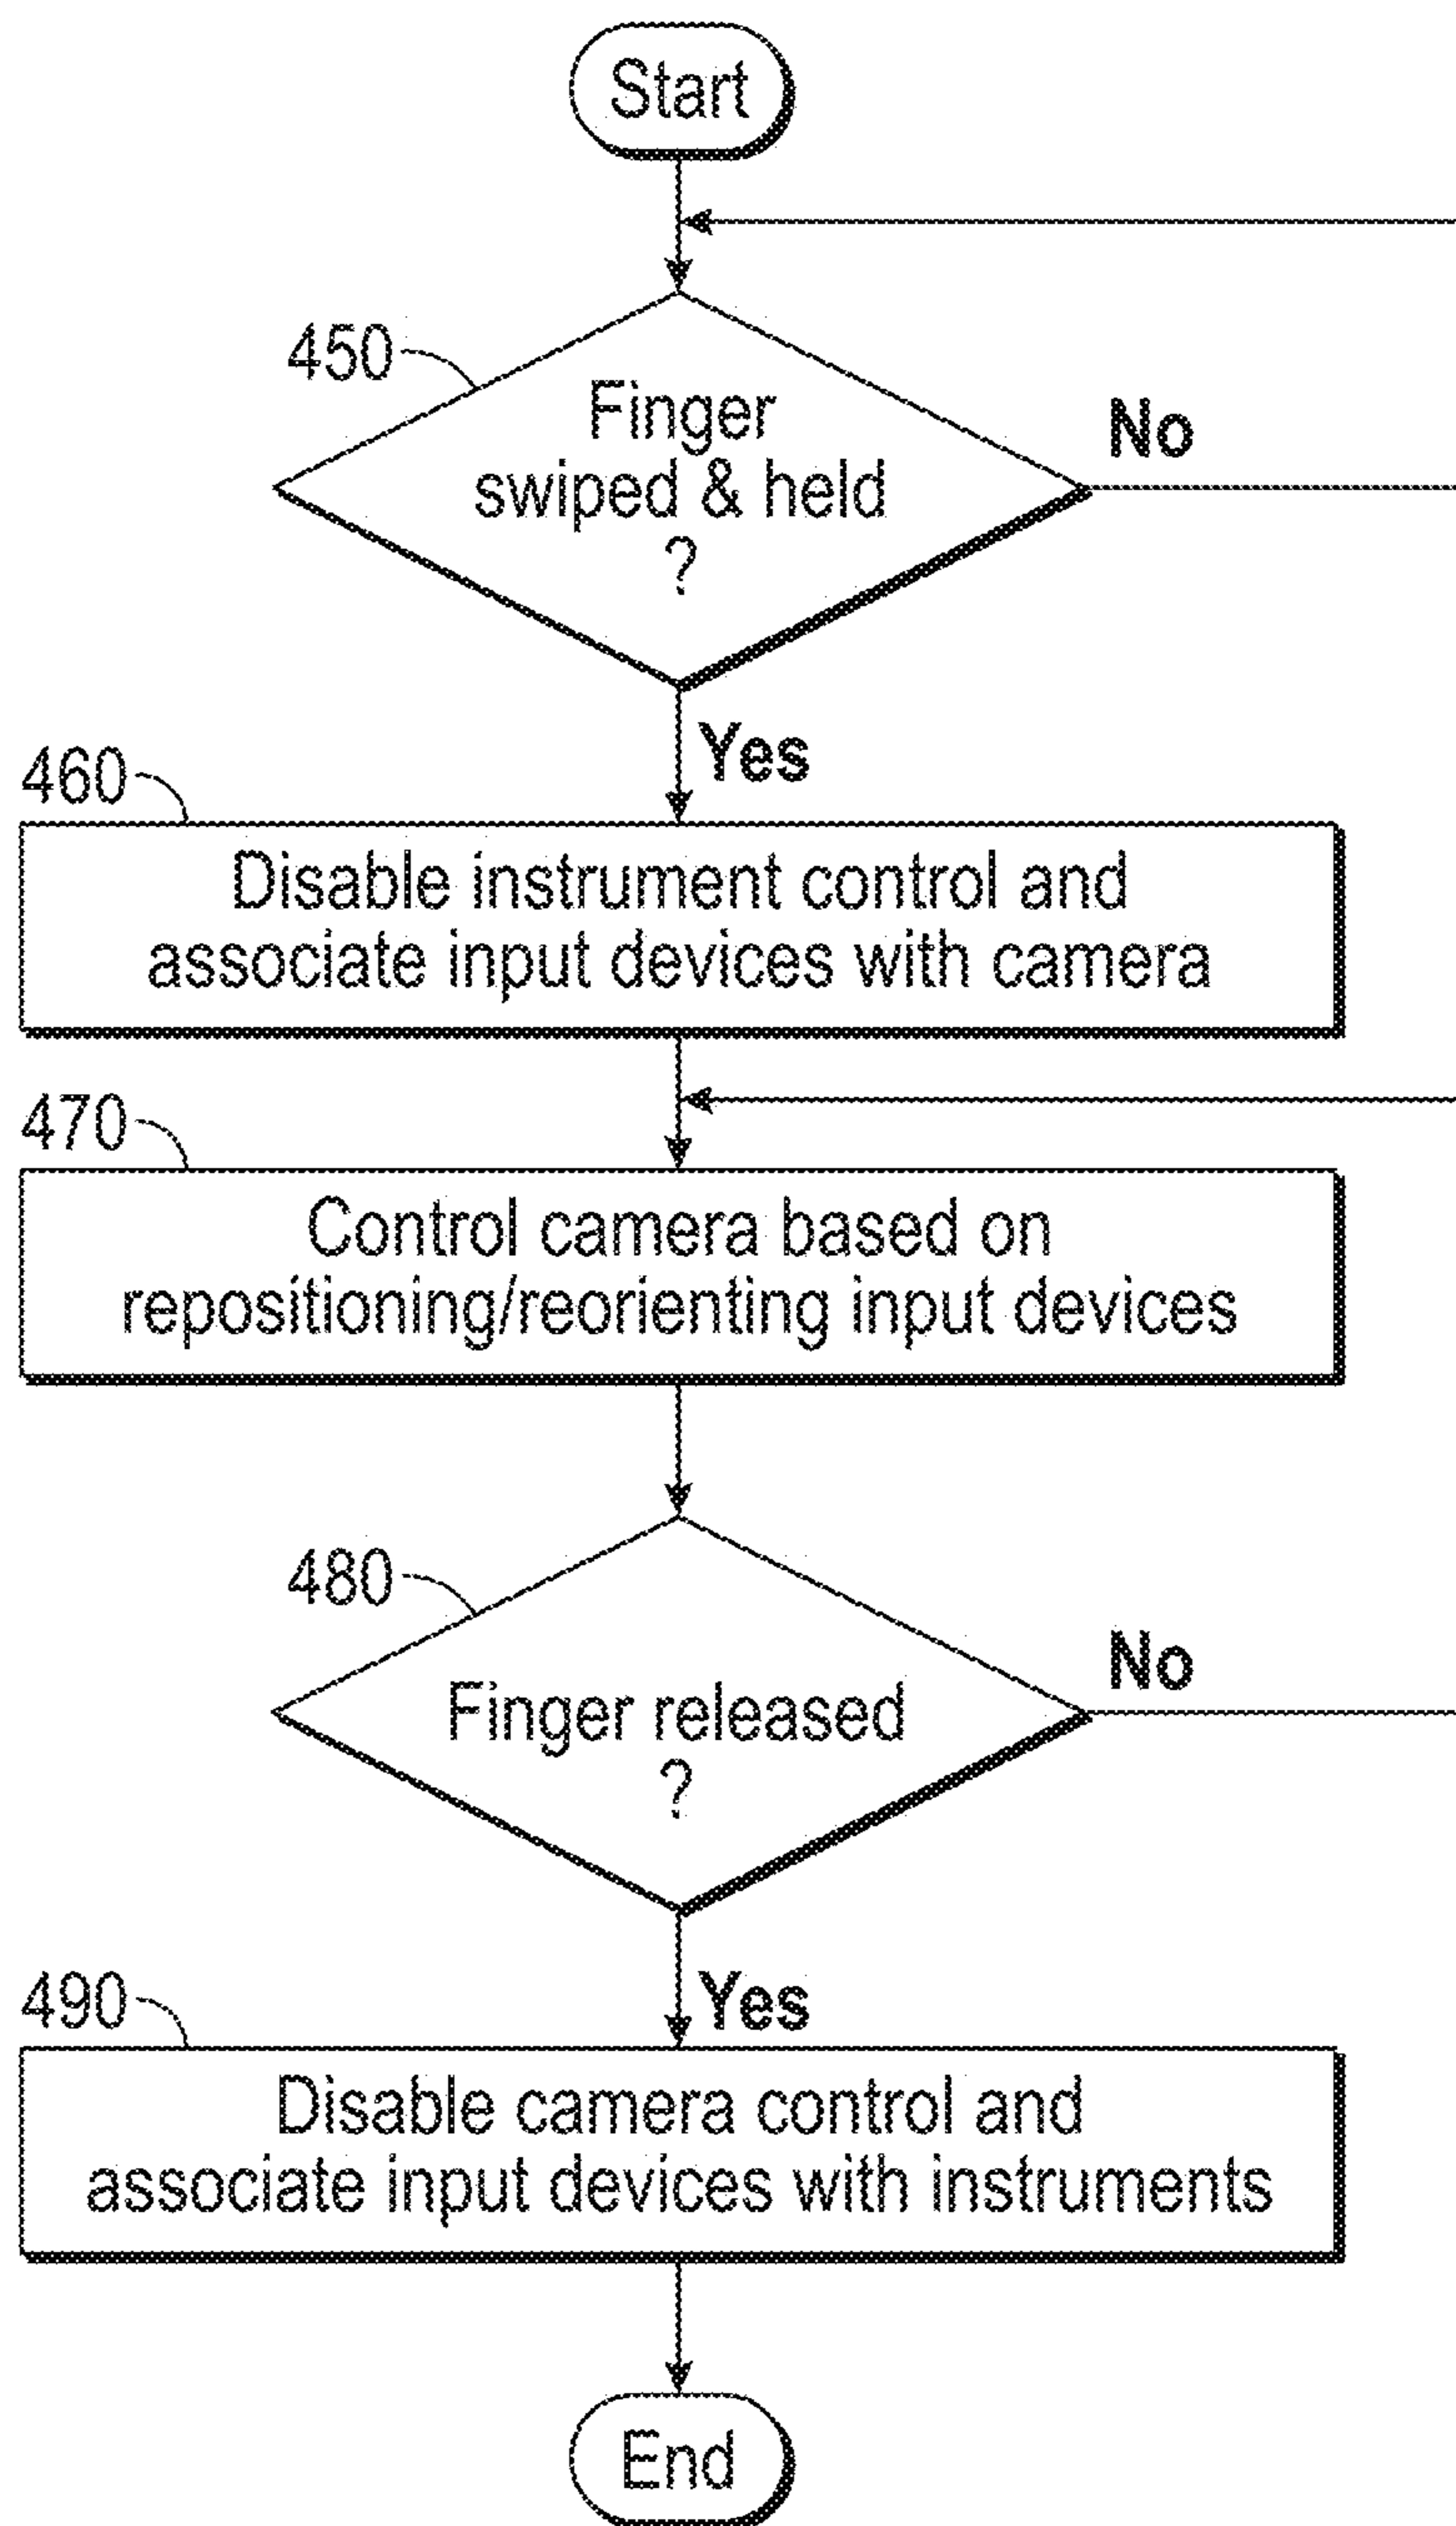 Start
450
Finger
swiped & held
?
No
Yes
460
Disable instrument control and
associate input devices with camera
470
Control camera based on
repositioning/reorienting input devices
480
Finger released
?
No
Yes
490
Disable camera control and
associate input devices with instruments
End